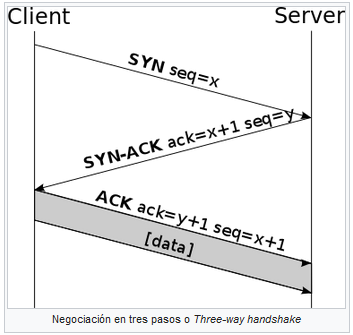 Client Server
SYN seq=x
SYN-ACK ack=x+1 seq=y
ACK ack=y+1 seq=x+1
[data]
Negociación en tres pasos o Three-way handshake